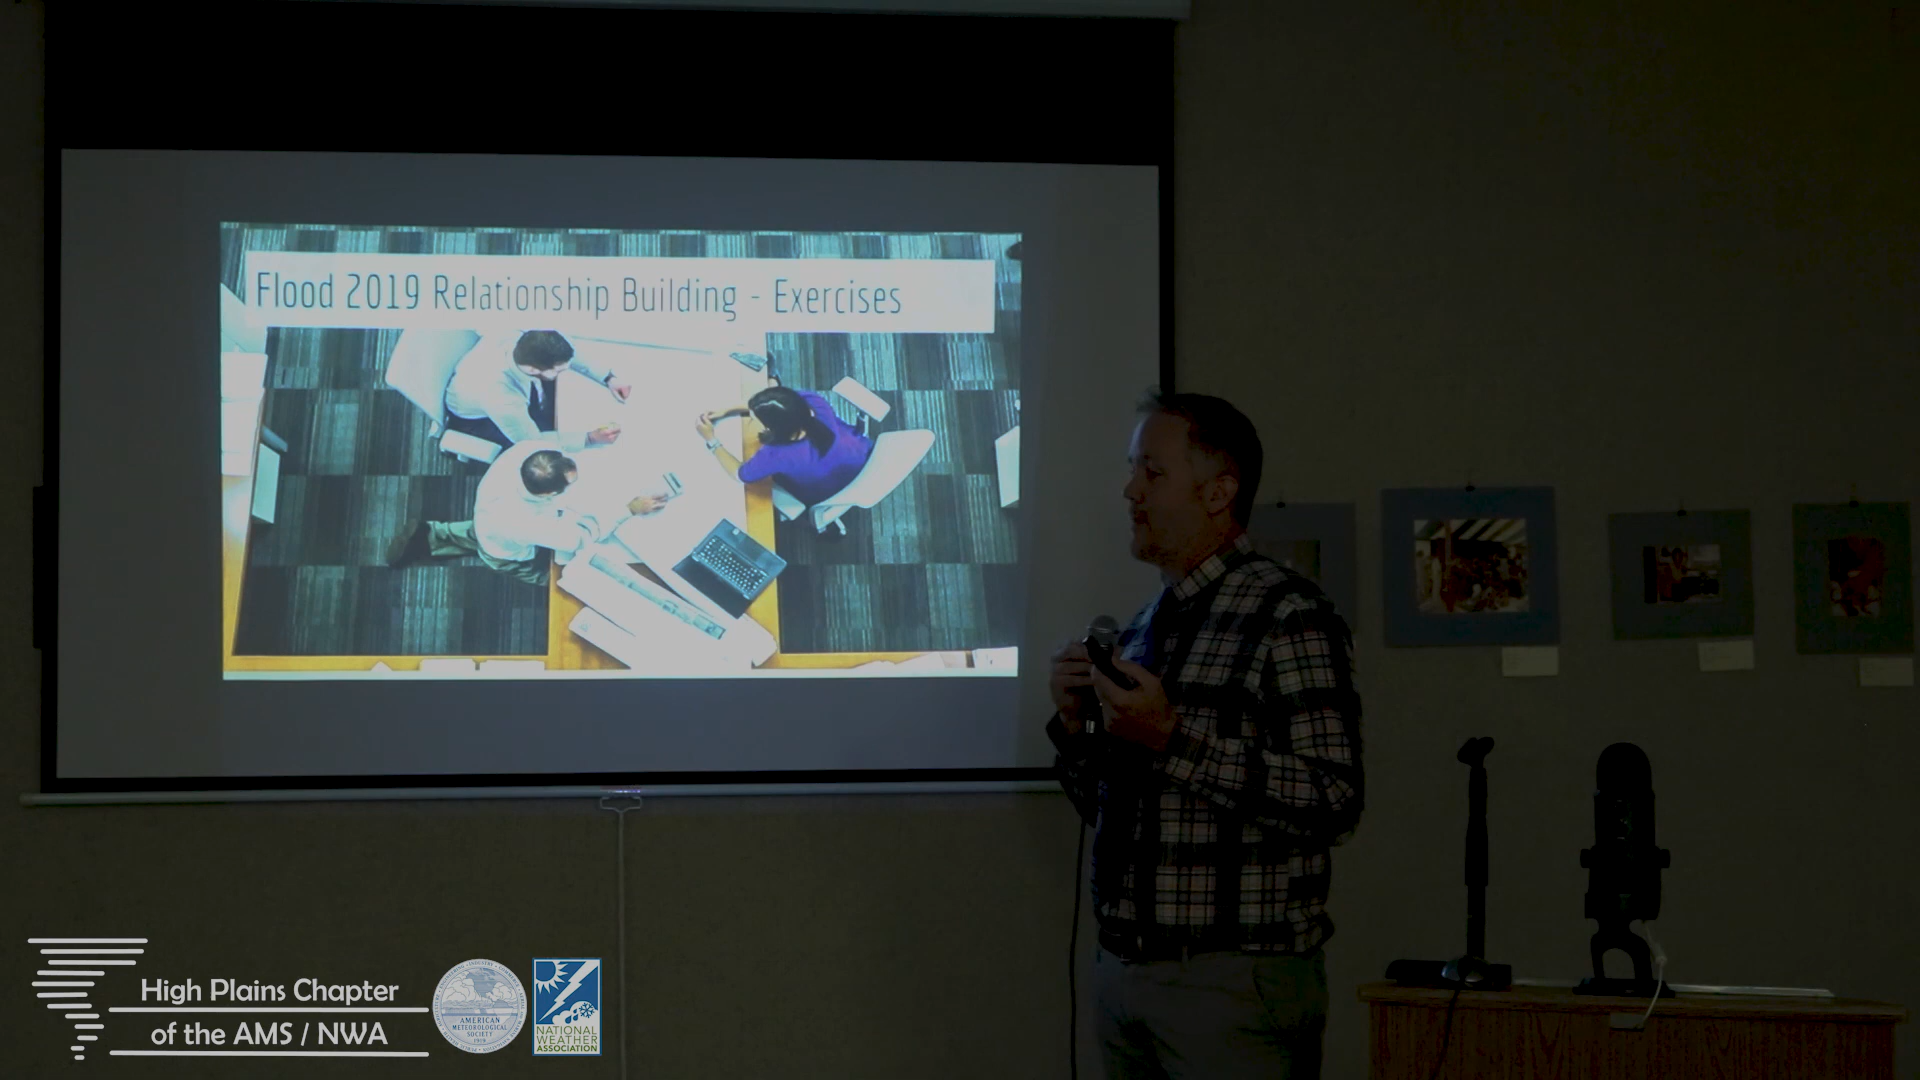 Flood 2019 Relationship Building - Exercises
High Plains Chapter
of the AMS / NWA
AMERICAN
METEOROLOGICAL
SOCIETY
NATIONAL
WEATHER
ASSOCIATION